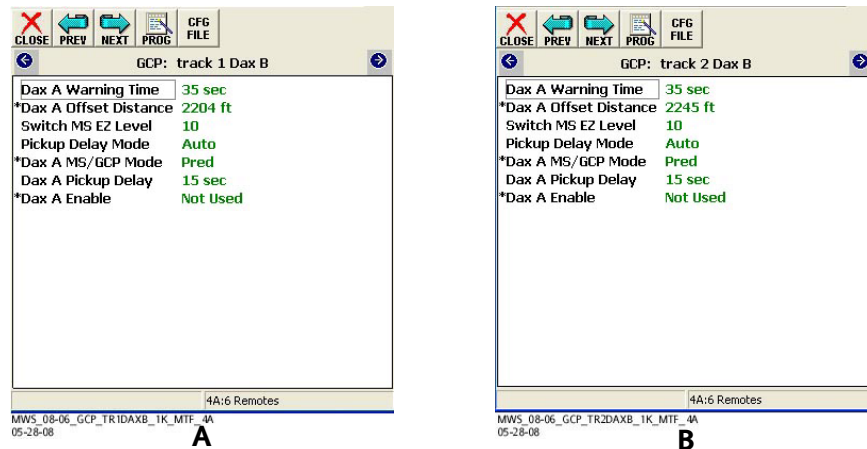 CLOSE PREV NEXT PROG CFG FILE
GCP: track 1 Dax B
Dax A Warning Time 35 sec
*Dax A Offset Distance 2204 ft
Switch MS EZ Level 10
Pickup Delay Mode Auto
*Dax A MS/GCP Mode Pred
Dax A Pickup Delay 15 sec
*Dax A Enable Not Used
4A:6 Remotes
MWS_08-06_GCP_TR1DAXB_1K_MTF_4A
05-28-08
A
CLOSE PREV NEXT PROG CFG FILE
GCP: track 2 Dax B
Dax A Warning Time 35 sec
*Dax A Offset Distance 2245 ft
Switch MS EZ Level 10
Pickup Delay Mode Auto
*Dax A MS/GCP Mode Pred
Dax A Pickup Delay 15 sec
*Dax A Enable Not Used
4A:6 Remotes
MWS_08-06_GCP_TR2DAXB_1K_MTF_4A
05-28-08
B